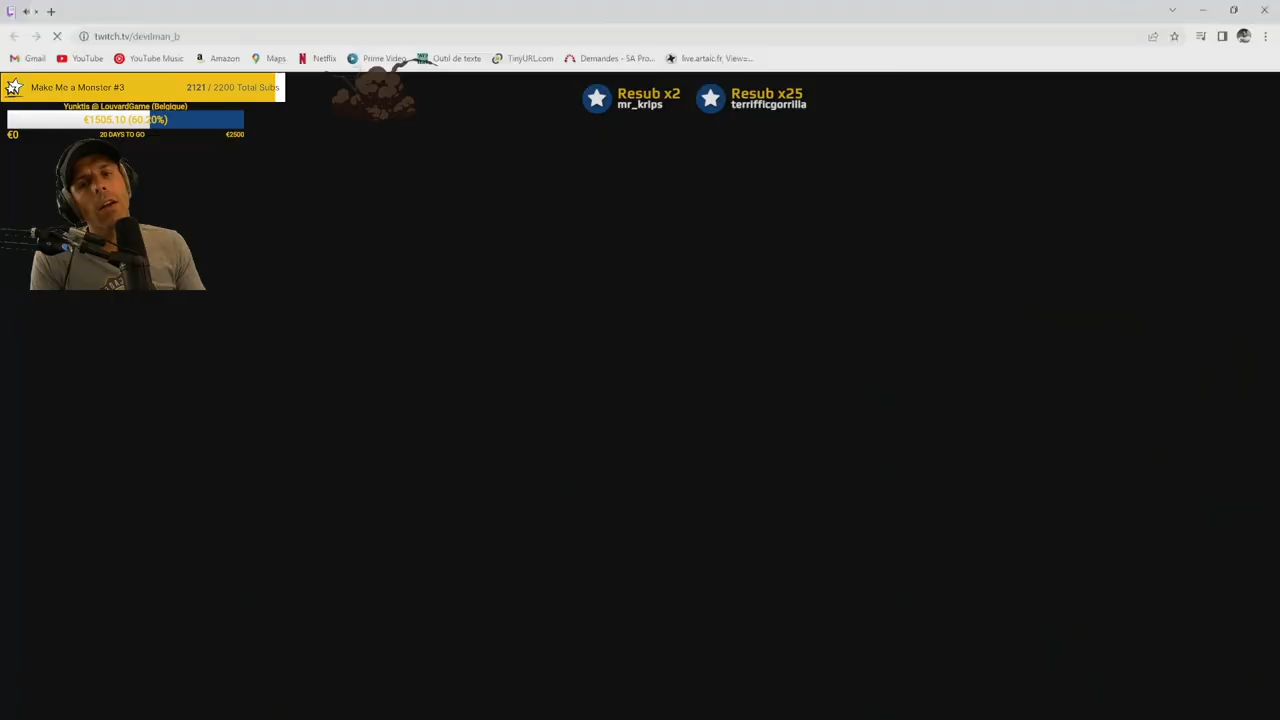 twitch.tv/devilman_b
Gmail YouTube YouTube Music Amazon Maps Netflix Prime Video Outil de texte TinyURL.com Demandes - SA Pro... live.artaic.fr, View=...
Make Me a Monster #3 2121 / 2200 Total Subs
Yunktis @ LouvardGame (Belgique)
€1505.10 (60.20%)
€0 20 DAYS TO GO €2500
Resub x2
mr_krips
Resub x25
terrifficgorrilla